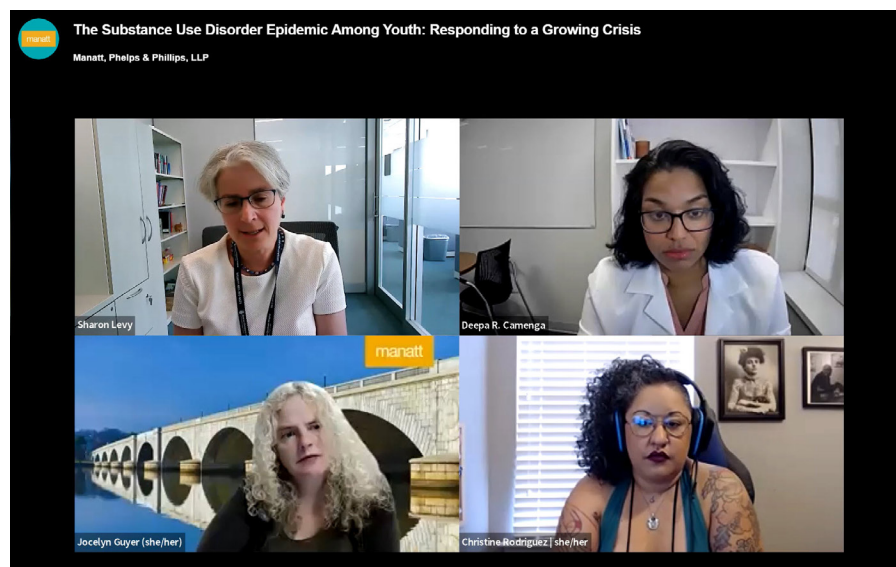 manatt
The Substance Use Disorder Epidemic Among Youth: Responding to a Growing Crisis
Manatt, Phelps & Phillips, LLP
Sharon Levy
Deepa R. Camenga
manatt
Jocelyn Guyer (she/her)
Christine Rodriguez | she/her